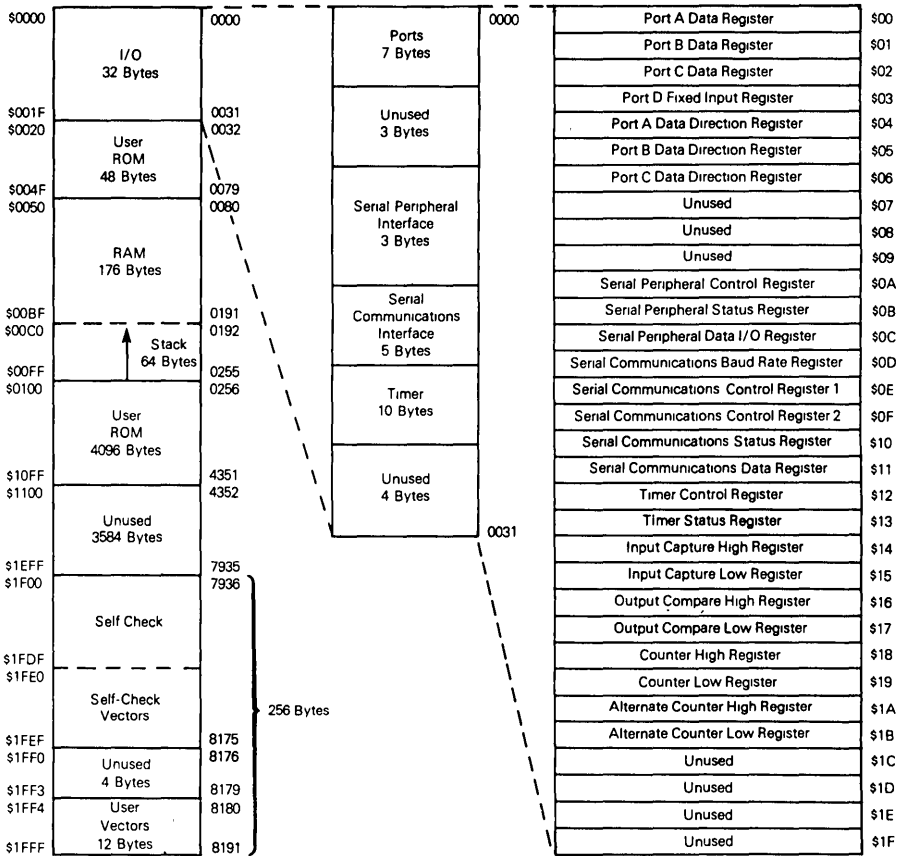 $0000
I/O
32 Bytes
0000
$001F
0031
$0020
0032
User
ROM
48 Bytes
$004F
0079
$0050
0080
RAM
176 Bytes
$00BF
0191
$00C0
0192
Stack
64 Bytes
$00FF
0255
$0100
0256
User
ROM
4096 Bytes
$10FF
4351
$1100
4352
Unused
3584 Bytes
$1EFF
7935
$1F00
7936
Self Check
$1FDF
$1FE0
Self-Check
Vectors
256 Bytes
$1FEF
8175
$1FF0
8176
Unused
4 Bytes
$1FF3
8179
$1FF4
8180
User
Vectors
12 Bytes
$1FFF
8191
0000
Ports
7 Bytes
Unused
3 Bytes
Serial Peripheral
Interface
3 Bytes
Serial
Communications
Interface
5 Bytes
Timer
10 Bytes
Unused
4 Bytes
0031
Port A Data Register $00
Port B Data Register $01
Port C Data Register $02
Port D Fixed Input Register $03
Port A Data Direction Register $04
Port B Data Direction Register $05
Port C Data Direction Register $06
Unused $07
Unused $08
Unused $09
Serial Peripheral Control Register $0A
Serial Peripheral Status Register $0B
Serial Peripheral Data I/O Register $0C
Serial Communications Baud Rate Register $0D
Serial Communications Control Register 1 $0E
Serial Communications Control Register 2 $0F
Serial Communications Status Register $10
Serial Communications Data Register $11
Timer Control Register $12
Timer Status Register $13
Input Capture High Register $14
Input Capture Low Register $15
Output Compare High Register $16
Output Compare Low Register $17
Counter High Register $18
Counter Low Register $19
Alternate Counter High Register $1A
Alternate Counter Low Register $1B
Unused $1C
Unused $1D
Unused $1E
Unused $1F